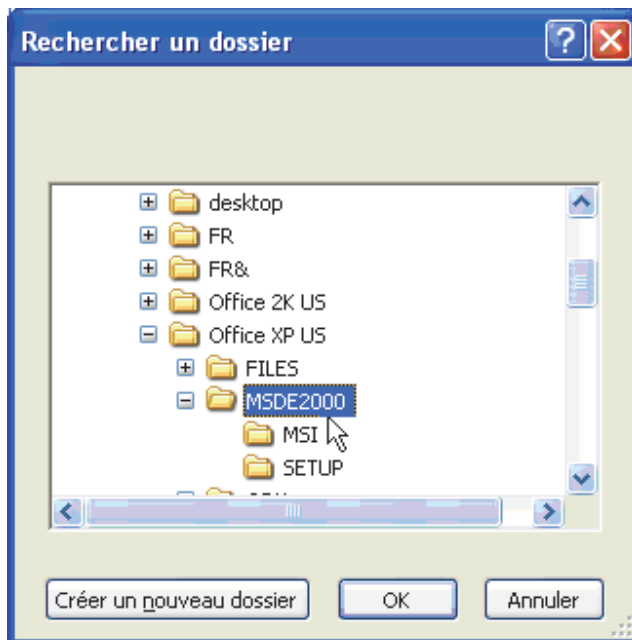 Rechercher un dossier
desktop
FR
FR&
Office 2K US
Office XP US
FILES
MSDE2000
MSI
SETUP
Créer un nouveau dossier OK Annuler